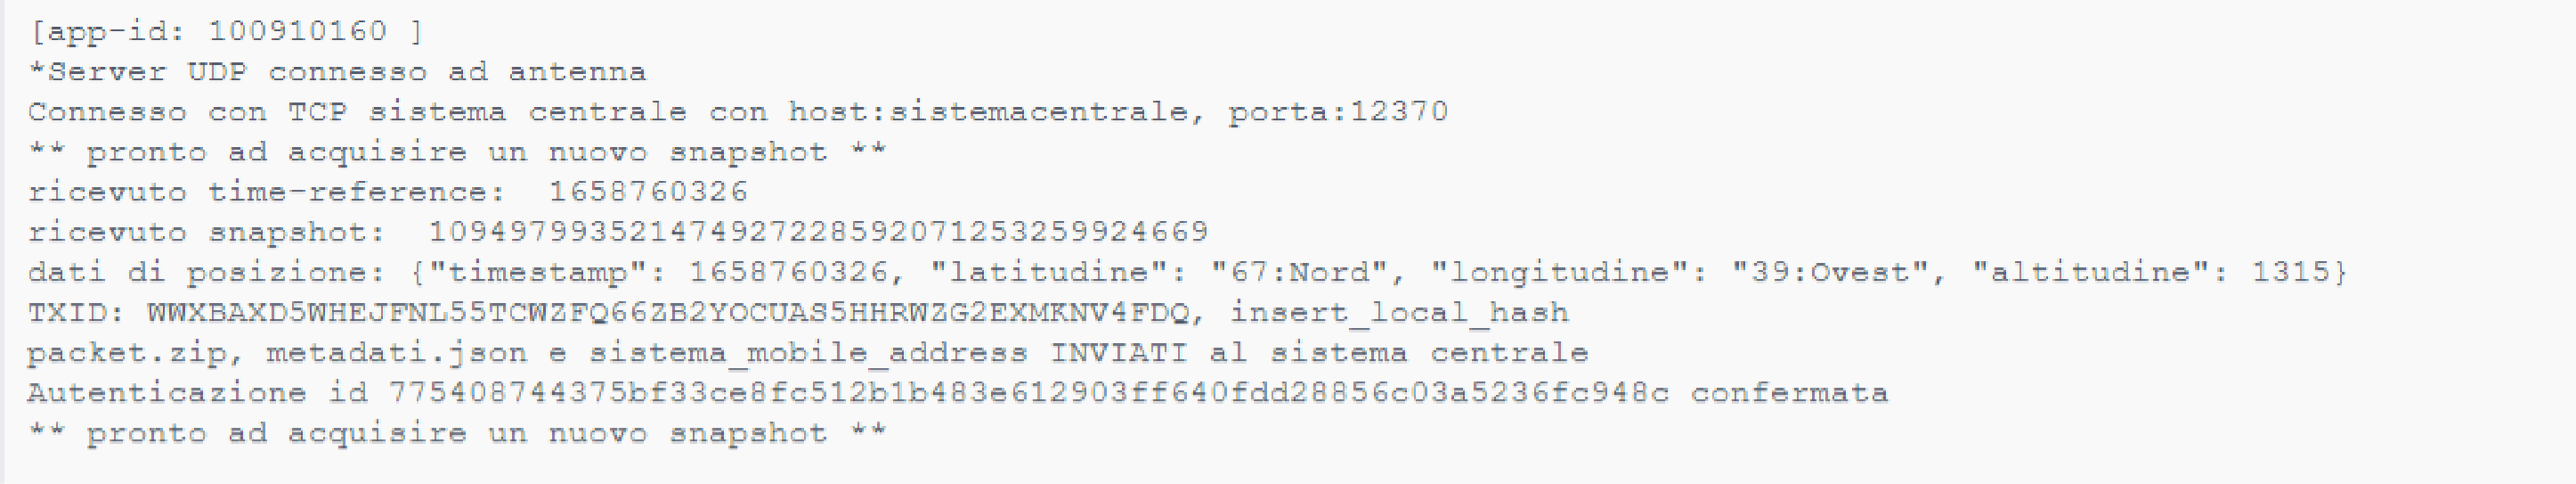 [app-id: 100910160 ]
*Server UDP connesso ad antenna
Connesso con TCP sistema centrale con host:sistemacentrale, porta:12370
** pronto ad acquisire un nuovo snapshot **
ricevuto time-reference:  1658760326
ricevuto snapshot:  109497993521474927228592071253259924669
dati di posizione: {"timestamp": 1658760326, "latitudine": "67:Nord", "longitudine": "39:Ovest", "altitudine": 1315}
TXID: WWXBAXD5WHEJFNL55TCWZFQ66ZB2YOCUAS5HHRWZG2EXMKNV4FDQ, insert_local_hash
packet.zip, metadati.json e sistema_mobile_address INVIATI al sistema centrale
Autenticazione id 775408744375bf33ce8fc512b1b483e612903ff640fdd28856c03a5236fc948c confermata
** pronto ad acquisire un nuovo snapshot **